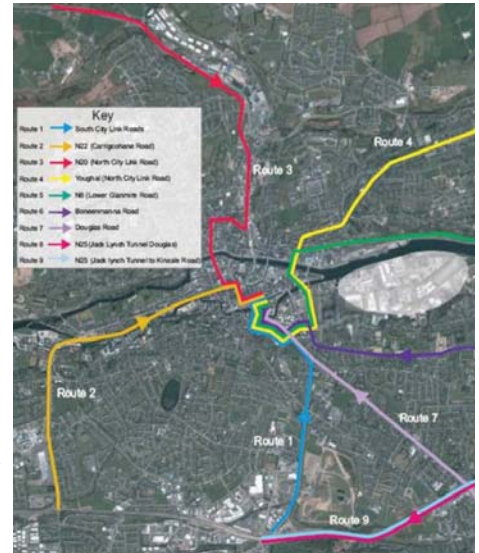 Key
Route 1 South City Link Roads
Route 2 N22 (Carrigrohane Road)
Route 3 N20 (North City Link Road)
Route 4 Youghal (North City Link Road)
Route 5 N8 (Lower Glanmire Road)
Route 6 Boreenmanna Road
Route 7 Douglas Road
Route 8 N25 (Jack Lynch Tunnel Douglas)
Route 9 N25 (Jack lynch Tunnel to Kinsale Road)
Route 4
Route 3
Route 2
Route 7
Route 1
Route 9